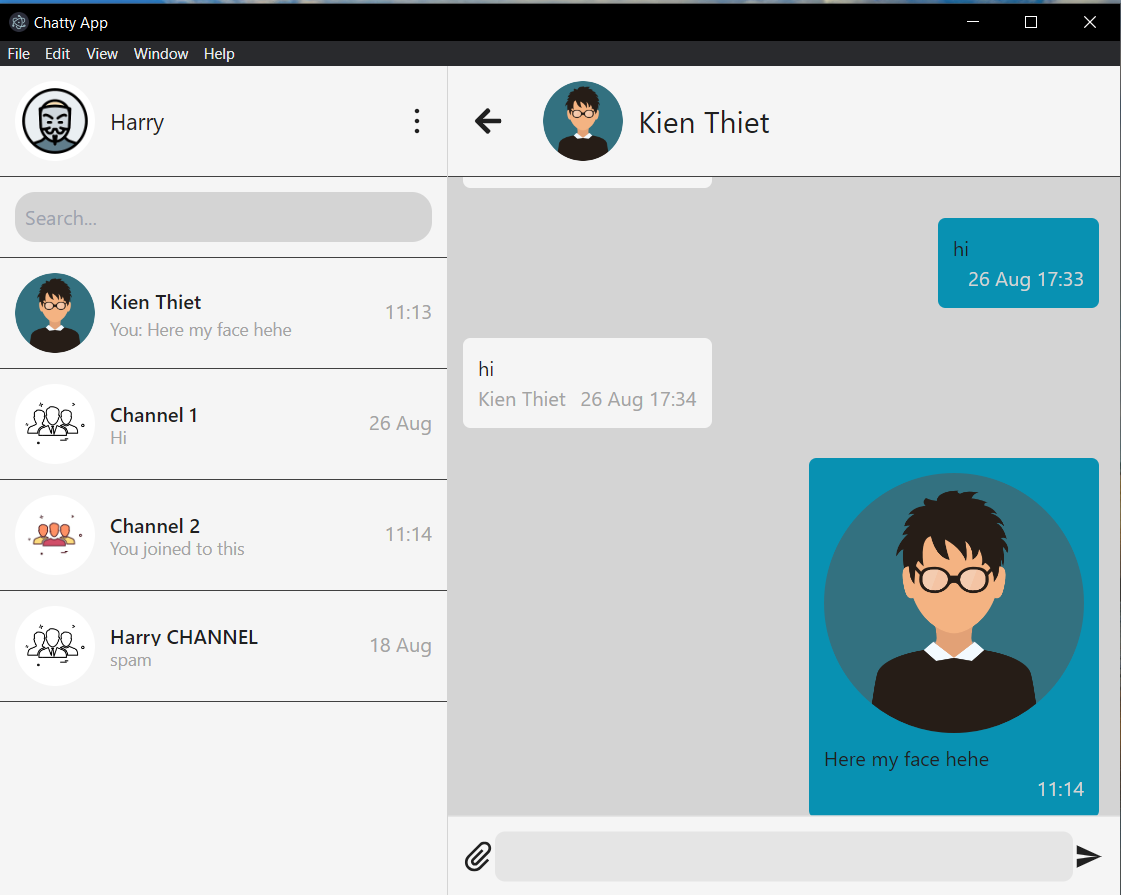 Chatty App
File Edit View Window Help
Harry
Search...
Kien Thiet 11:13
You: Here my face hehe
Channel 1 26 Aug
Hi
Channel 2 11:14
You joined to this
Harry CHANNEL 18 Aug
spam
Kien Thiet
hi
26 Aug 17:33
hi
Kien Thiet 26 Aug 17:34
Here my face hehe
11:14